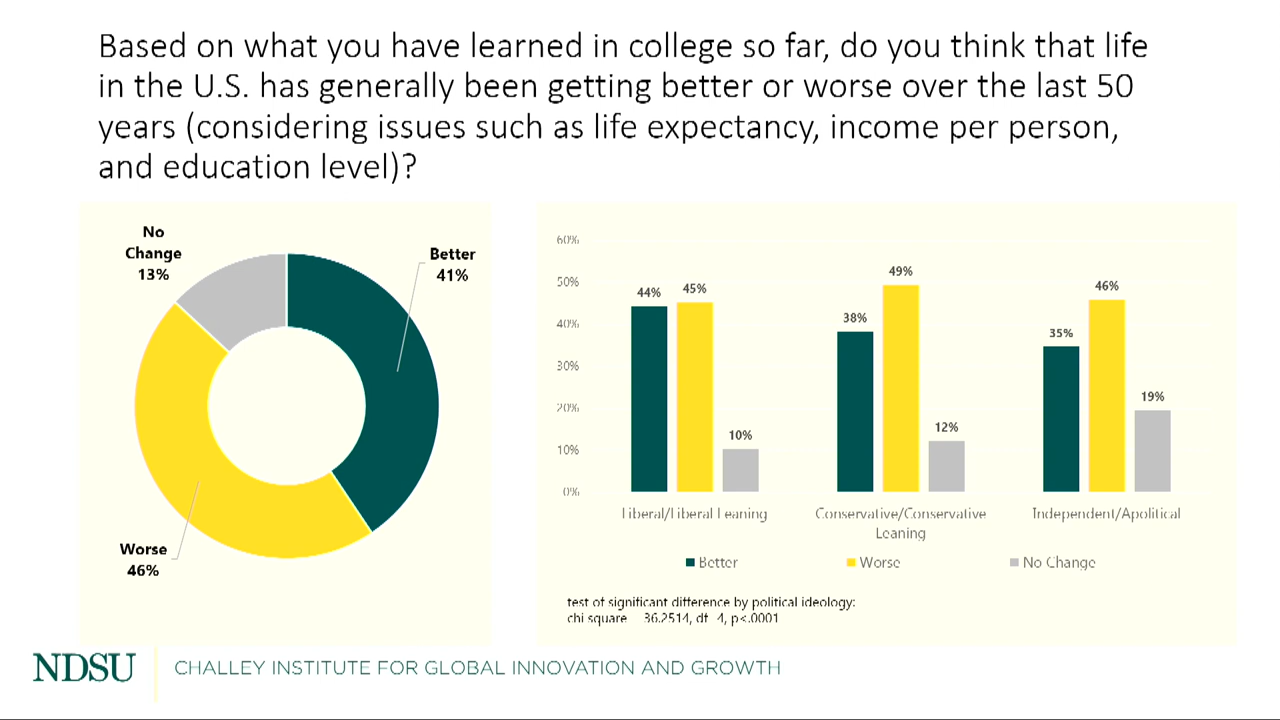 Based on what you have learned in college so far, do you think that life
in the U.S. has generally been getting better or worse over the last 50
years (considering issues such as life expectancy, income per person,
and education level)?
No
Change
13%
Better
41%
Worse
46%
60%
50%
40%
30%
20%
10%
0%
44%
45%
10%
38%
49%
12%
35%
46%
19%
Liberal/Liberal Leaning
Conservative/Conservative
Leaning
Independent/Apolitical
Better
Worse
No Change
test of significant difference by political ideology:
chi square 36.2514, df 4, p<.0001
NDSU
CHALLEY INSTITUTE FOR GLOBAL INNOVATION AND GROWTH